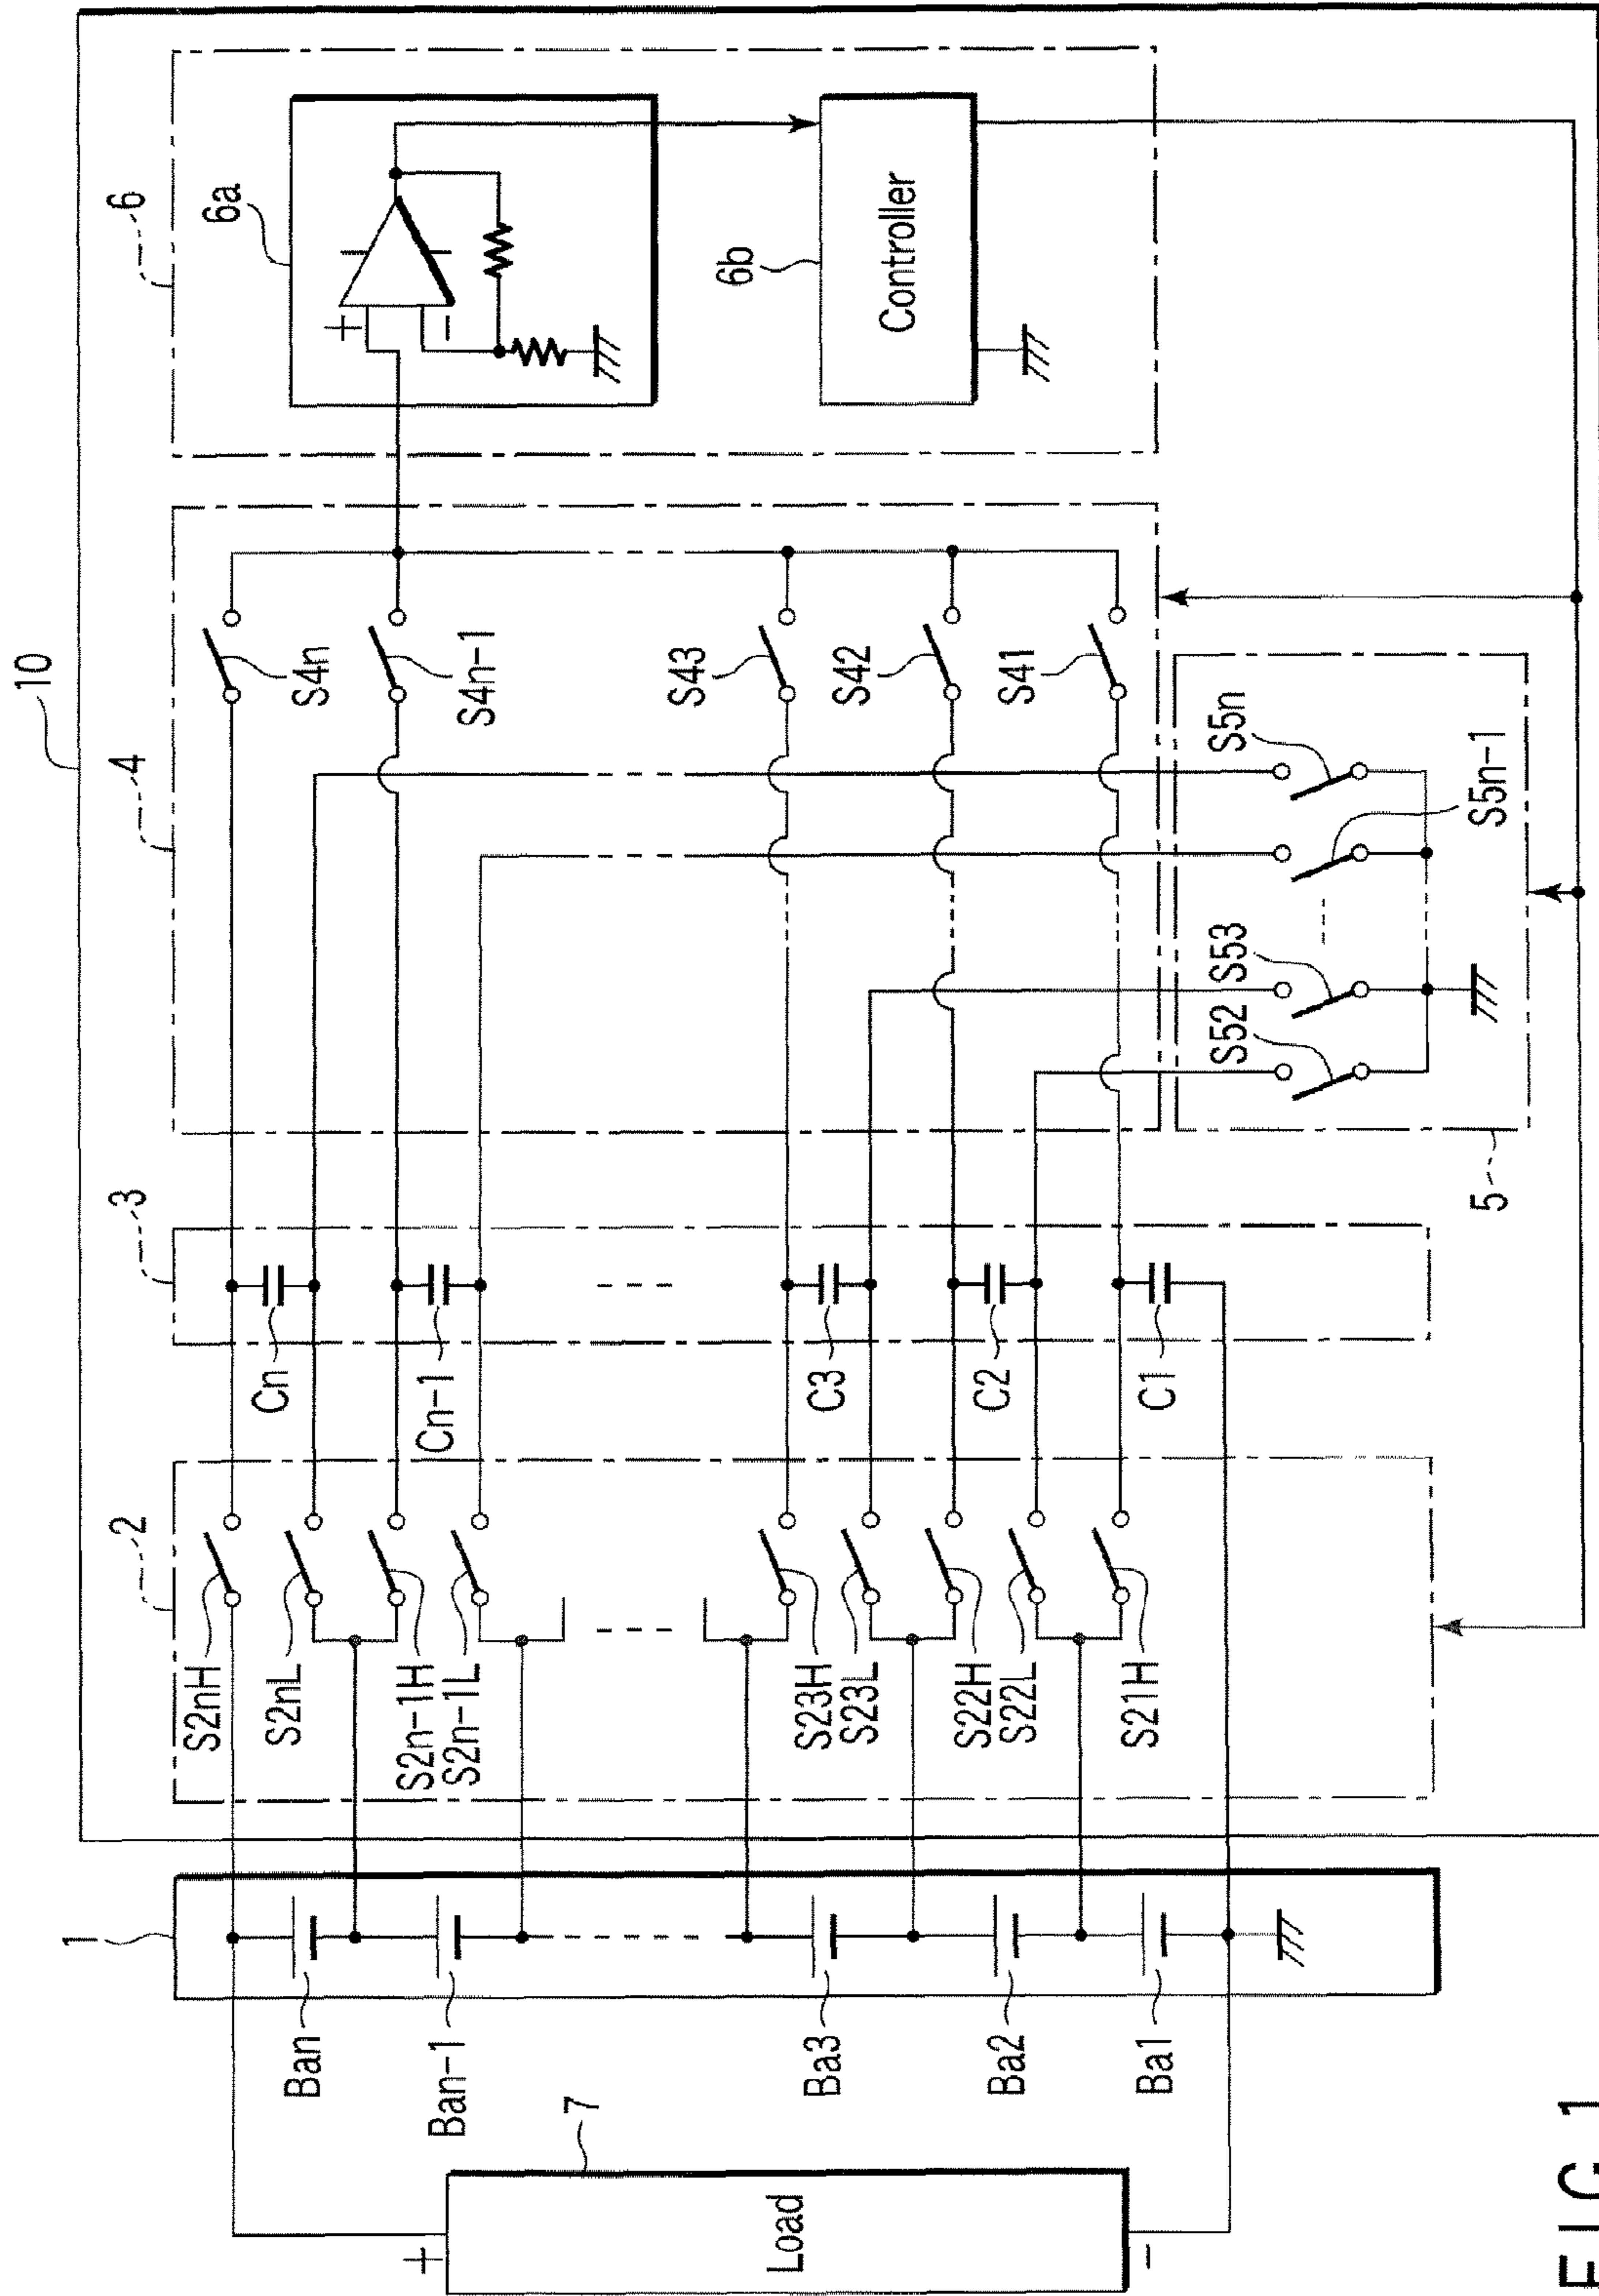 10
1
2
3
4
6
Load
+
-
7
Ban
Ban-1
Ba3
Ba2
Ba1
S2nH
S2nL
S2n-1H
S2n-1L
S23H
S23L
S22H
S22L
S21H
Cn
Cn-1
C3
C2
C1
S4n
S4n-1
S43
S42
S41
5
S52
S53
S5n
S5n-1
6a
+
-
6b
Controller
FIG. 1